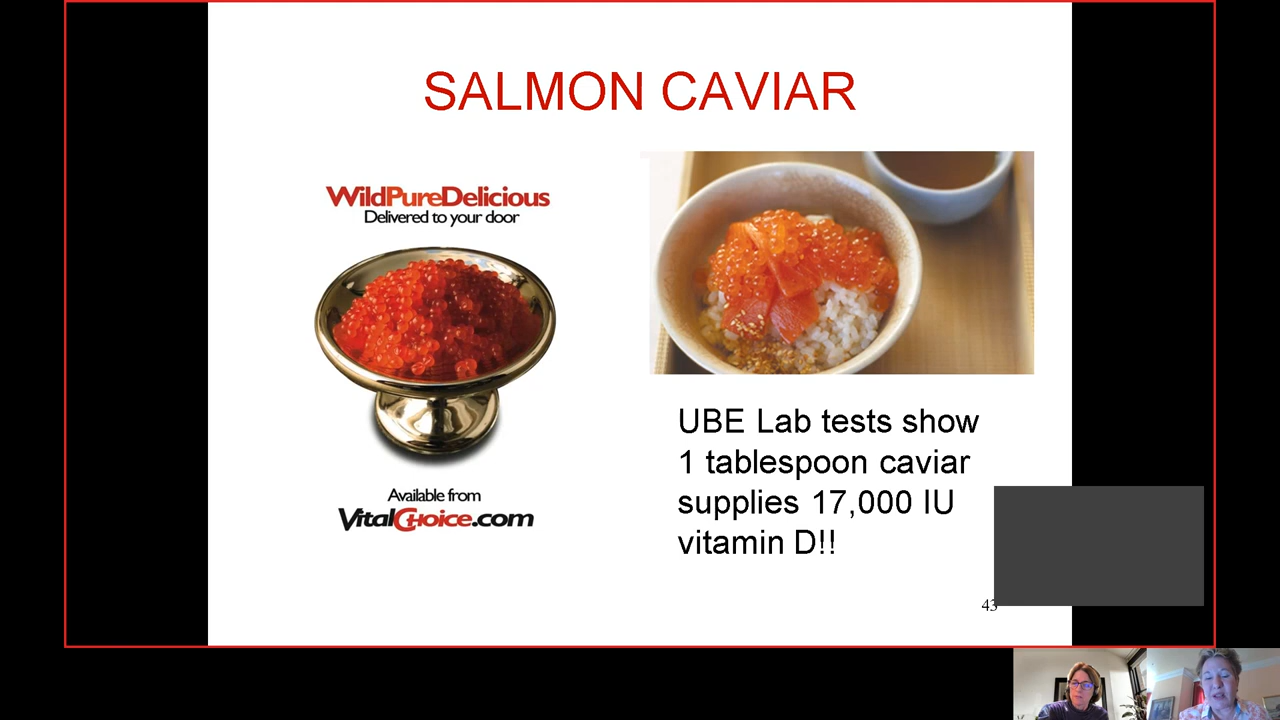 SALMON CAVIAR
WildPureDelicious
Delivered to your door
Available from
VitalChoice.com
UBE Lab tests show
1 tablespoon caviar
supplies 17,000 IU
vitamin D!!
43